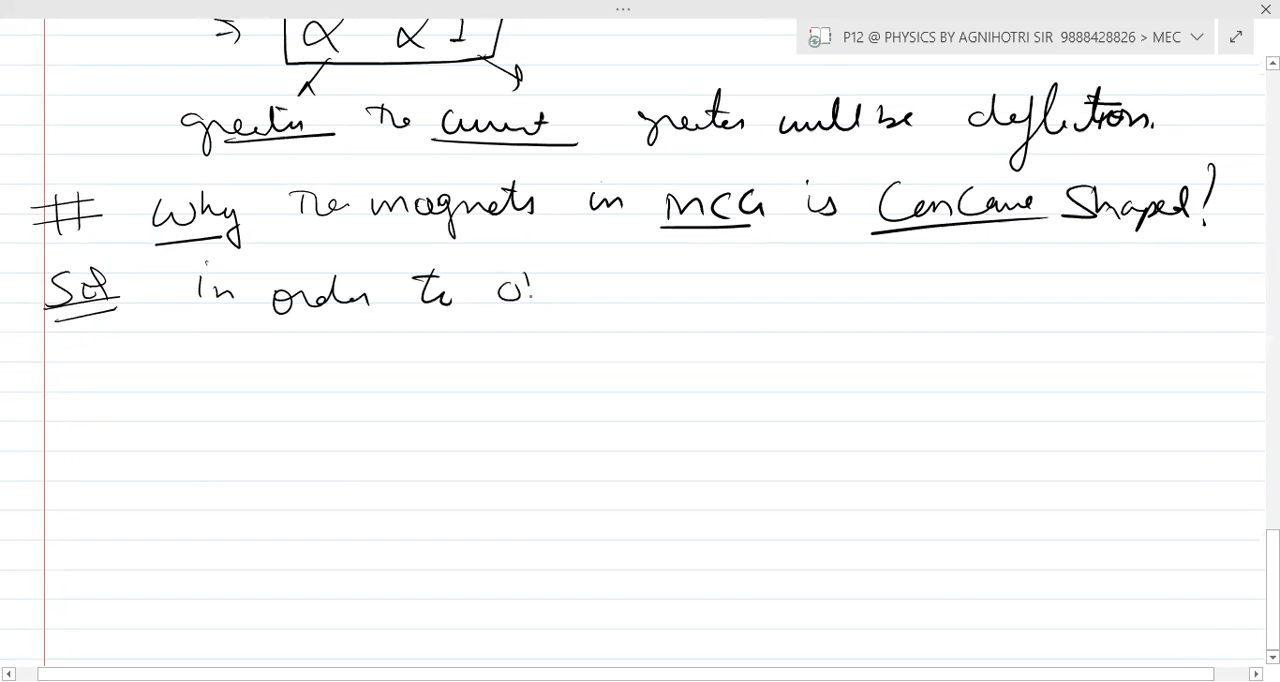 P12 @ PHYSICS BY AGNIHOTRI SIR 9888428826 > MEC
⇒ α α I
greater the current greater will be deflection.
# Why the magnets in MCG is Concave Shaped?
Sol in order to